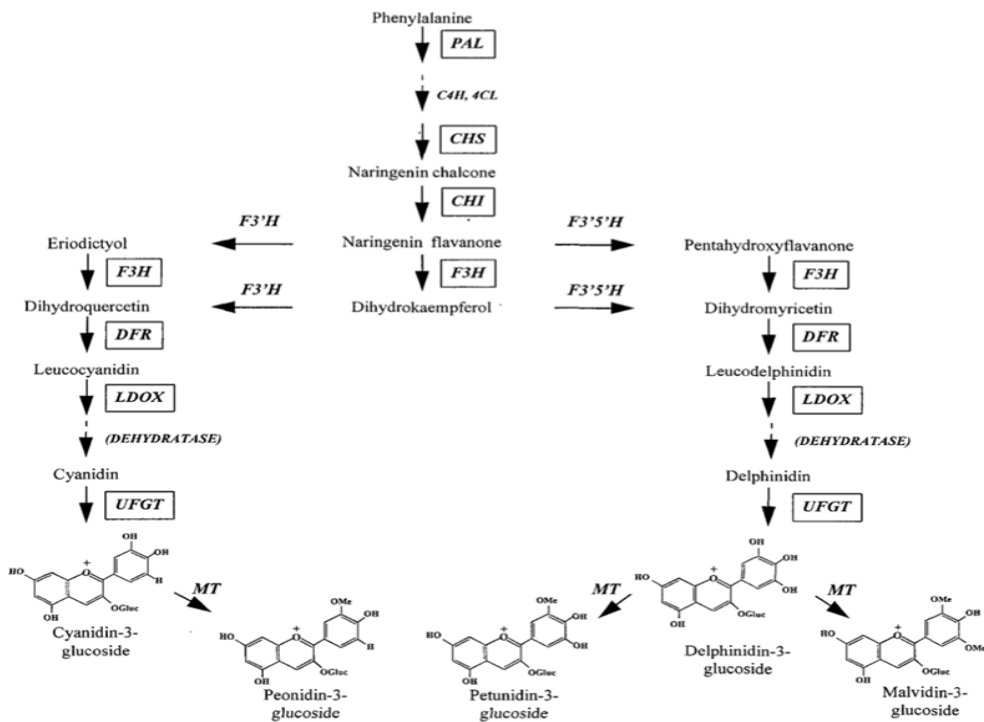 Phenylalanine
PAL
C4H, 4CL
CHS
Naringenin chalcone
CHI
F3'H
F3'5'H
Eriodictyol
Naringenin flavanone
Pentahydroxyflavanone
F3H
F3H
F3H
F3'H
F3'5'H
Dihydroquercetin
Dihydrokaempferol
Dihydromyricetin
DFR
DFR
Leucocyanidin
Leucodelphinidin
LDOX
LDOX
(DEHYDRATASE)
(DEHYDRATASE)
Cyanidin
Delphinidin
UFGT
UFGT
OH
OH
HO
+
O
H
OGluc
OH
Cyanidin-3-
glucoside
MT
OMe
OH
HO
+
O
H
OGluc
OH
Peonidin-3-
glucoside
MT
OMe
OH
HO
+
O
OH
OGluc
OH
Petunidin-3-
glucoside
OH
OH
HO
+
O
OH
OGluc
OH
Delphinidin-3-
glucoside
MT
OMe
OH
HO
+
O
OMe
OGluc
OH
Malvidin-3-
glucoside